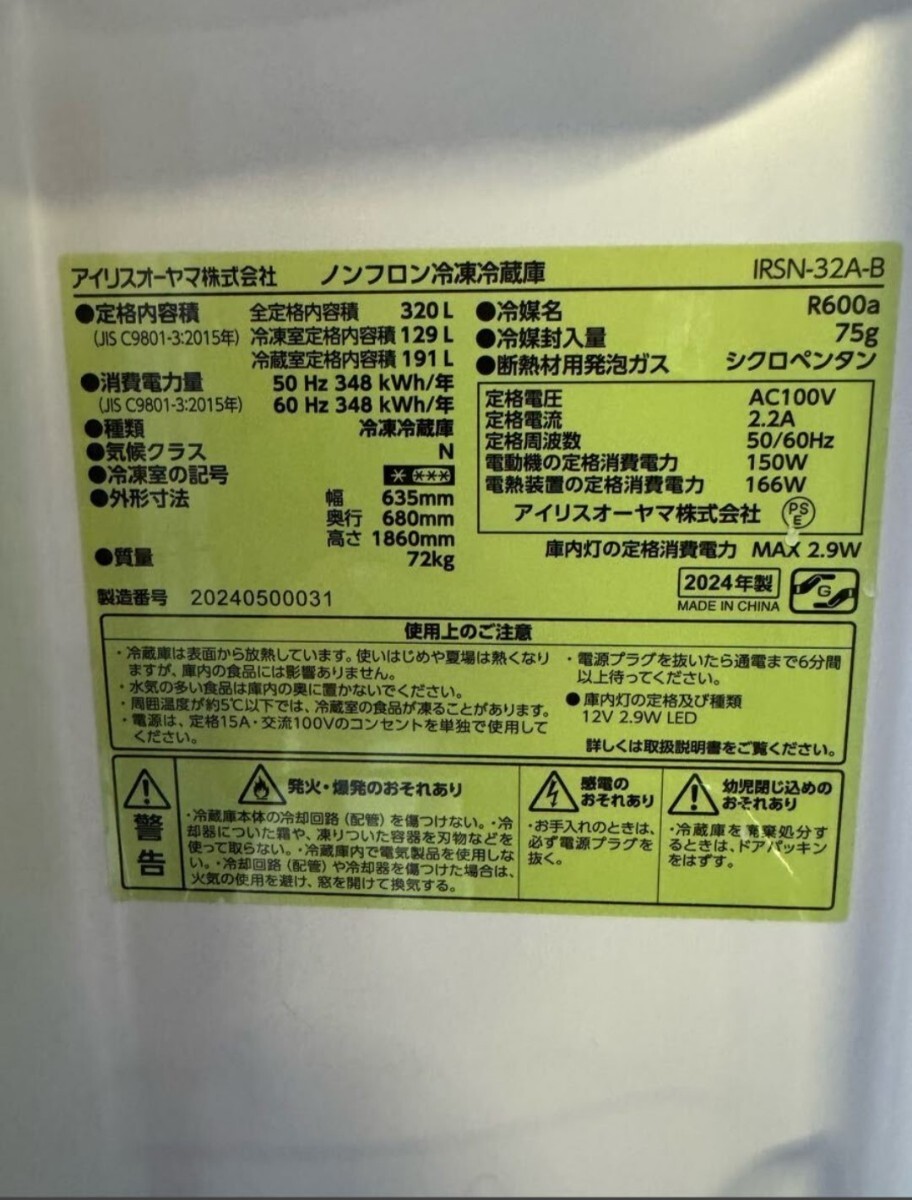 アイリスオーヤマ株式会社 ノンフロン冷凍冷蔵庫 IRSN-32A-B
●定格内容積 全定格内容積 320 L
(JIS C9801-3:2015年) 冷凍室定格内容積 129 L
冷蔵室定格内容積 191 L
●消費電力量 50 Hz 348 kWh/年
(JIS C9801-3:2015年) 60 Hz 348 kWh/年
●種類 冷凍冷蔵庫
●気候クラス N
●冷凍室の記号 * ***
●外形寸法 幅 635mm
奥行 680mm
高さ 1860mm
●質量 72kg
製造番号 20240500031
●冷媒名 R600a
●冷媒封入量 75g
●断熱材用発泡ガス シクロペンタン
定格電圧 AC100V
定格電流 2.2A
定格周波数 50/60Hz
電動機の定格消費電力 150W
電熱装置の定格消費電力 166W
アイリスオーヤマ株式会社 PS E
庫内灯の定格消費電力 MAX 2.9W
2024年製
MADE IN CHINA
G
使用上のご注意
・冷蔵庫は表面から放熱しています。使いはじめや夏場は熱くなり
ますが、庫内の食品には影響ありません。
・水気の多い食品は庫内の奥に置かないでください。
・周囲温度が約5℃以下では、冷蔵室の食品が凍ることがあります。
・電源は、定格15A・交流100Vのコンセントを単独で使用して
ください。
・電源プラグを抜いたら通電まで6分間
以上待ってください。
●庫内灯の定格及び種類
12V 2.9W LED
詳しくは取扱説明書をご覧ください。
警告
発火・爆発のおそれあり
・冷蔵庫本体の冷却回路（配管）を傷つけない。・冷
却器についた霜や、凍りついた容器を刃物などを
使って取らない。・冷蔵庫内で電気製品を使用しな
い。・冷却回路（配管）や冷却器を傷つけた場合は、
火気の使用を避け、窓を開けて換気する。
感電の
おそれあり
・お手入れのときは、
必ず電源プラグを
抜く。
幼児閉じ込めの
おそれあり
・冷蔵庫を廃棄処分す
るときは、ドアパッキン
をはずす。